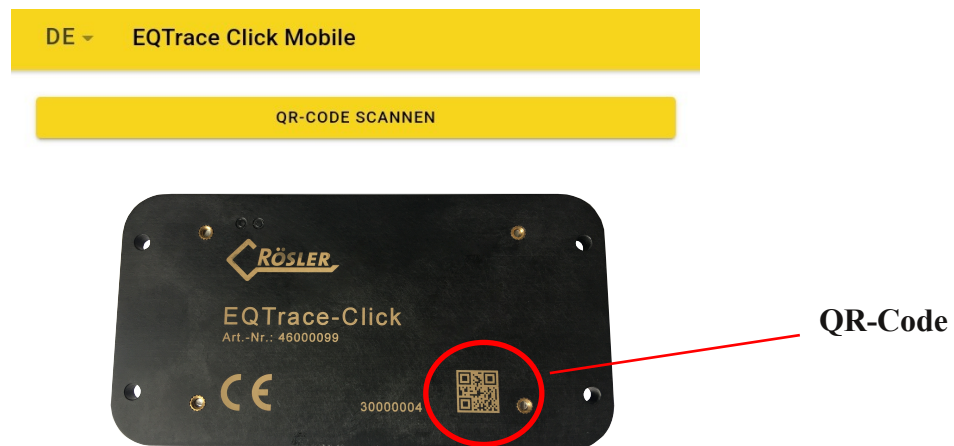 DE EQTrace Click Mobile
QR-CODE SCANNEN
RÖSLER
EQTrace-Click
Art.-Nr.: 46000099
QR-Code
CE
30000004